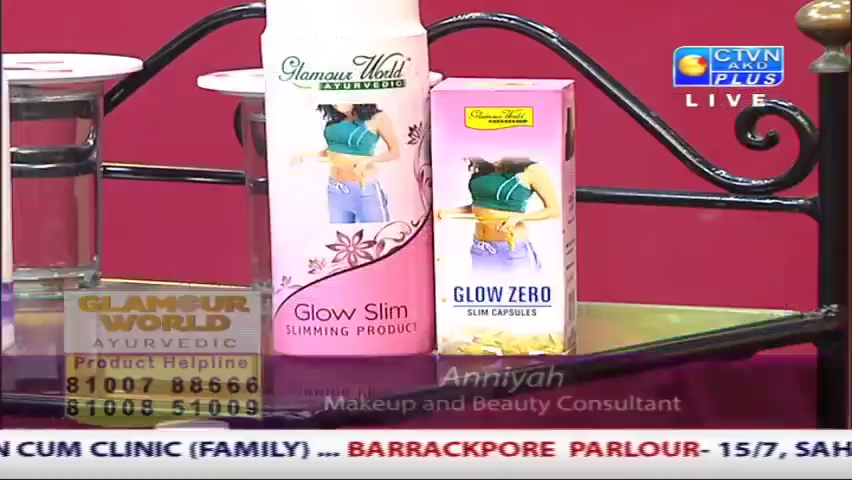 CTVN
AKD
PLUS
LIVE
Glamour World
AYURVEDIC
Glow Slim
SLIMMING PRODUCT
Glamour World
GLOW ZERO
SLIM CAPSULES
GLAMOUR
WORLD
AYURVEDIC
Product Helpline
81007 88666
81008 51009
Anniyah
Makeup and Beauty Consultant
N CUM CLINIC (FAMILY) ... BARRACKPORE PARLOUR- 15/7, SAH